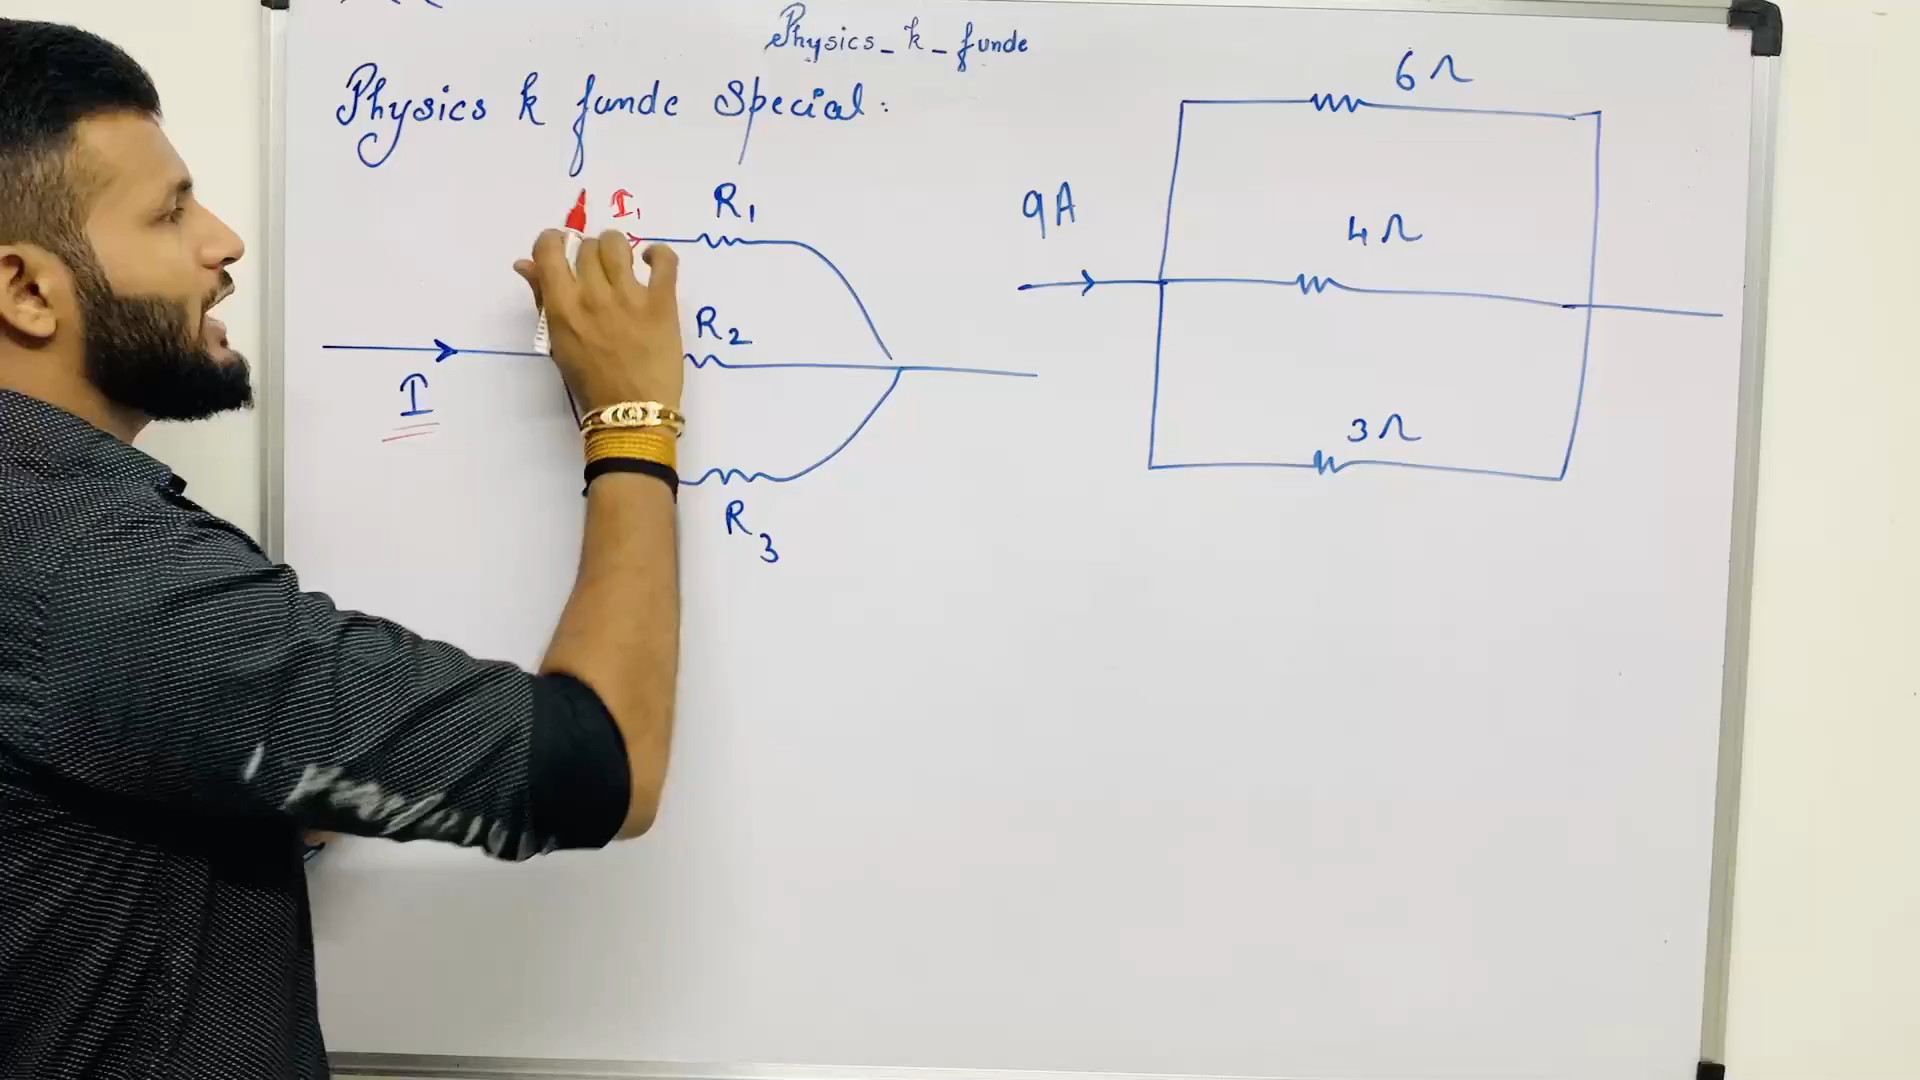 Physics_k_funde
Physics k funde Special :
I₁
R₁
R₂
I
R₃
6Ω
9A
4Ω
3Ω